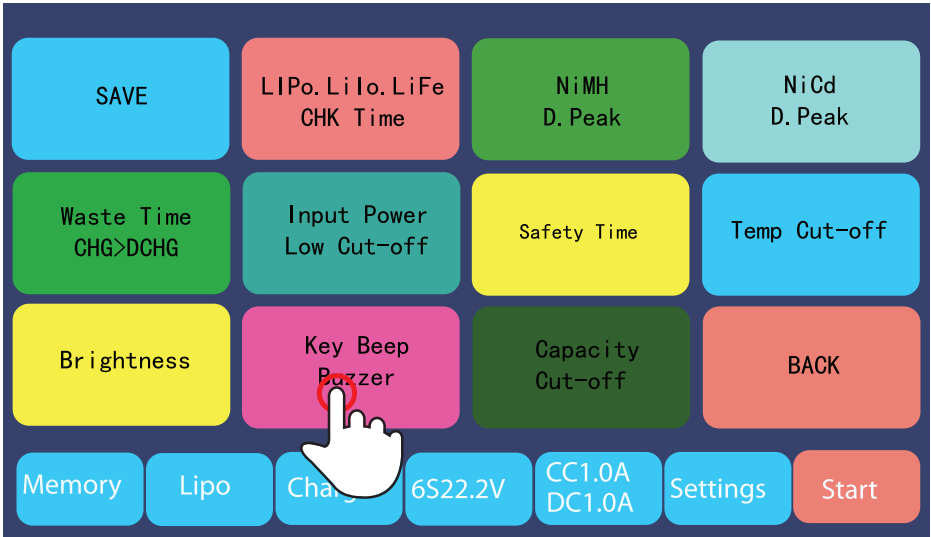 SAVE
LIPo.LiIo.LiFe
CHK Time
NiMH
D.Peak
NiCd
D.Peak
Waste Time
CHG>DCHG
Input Power
Low Cut-off
Safety Time
Temp Cut-off
Brightness
Key Beep
Buzzer
Capacity
Cut-off
BACK
Memory
Lipo
6S22.2V
CC1.0A
DC1.0A
Settings
Start